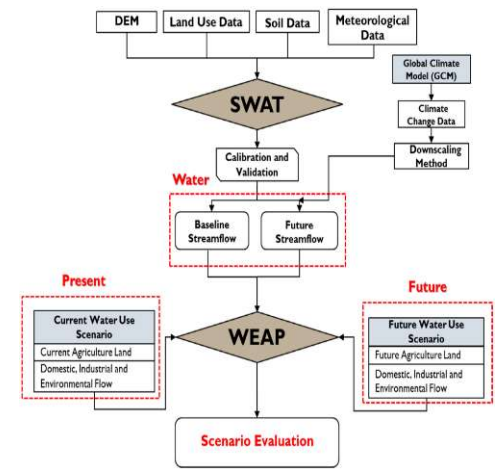 DEM
Land Use Data
Soil Data
Meteorological
Data
Global Climate
Model (GCM)
SWAT
Climate
Change Data
Calibration and
Validation
Downscaling
Method
Water
Baseline
Streamflow
Future
Streamflow
Present
Future
Current Water Use
Scenario
Current Agriculture Land
Domestic, Industrial and
Environmental Flow
WEAP
Future Water Use
Scenario
Future Agriculture Land
Domestic, Industrial and
Environmental Flow
Scenario Evaluation